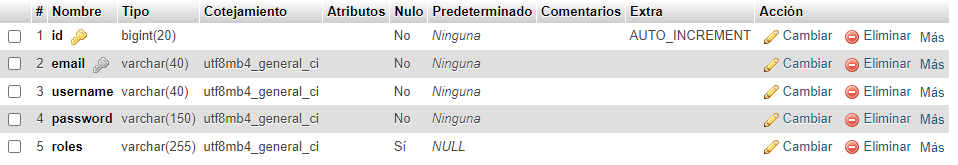 # Nombre Tipo Cotejamiento Atributos Nulo Predeterminado Comentarios Extra Acción
1 id bigint(20) No Ninguna AUTO_INCREMENT Cambiar Eliminar Más
2 email varchar(40) utf8mb4_general_ci No Ninguna Cambiar Eliminar Más
3 username varchar(40) utf8mb4_general_ci No Ninguna Cambiar Eliminar Más
4 password varchar(150) utf8mb4_general_ci No Ninguna Cambiar Eliminar Más
5 roles varchar(255) utf8mb4_general_ci Sí NULL Cambiar Eliminar Más